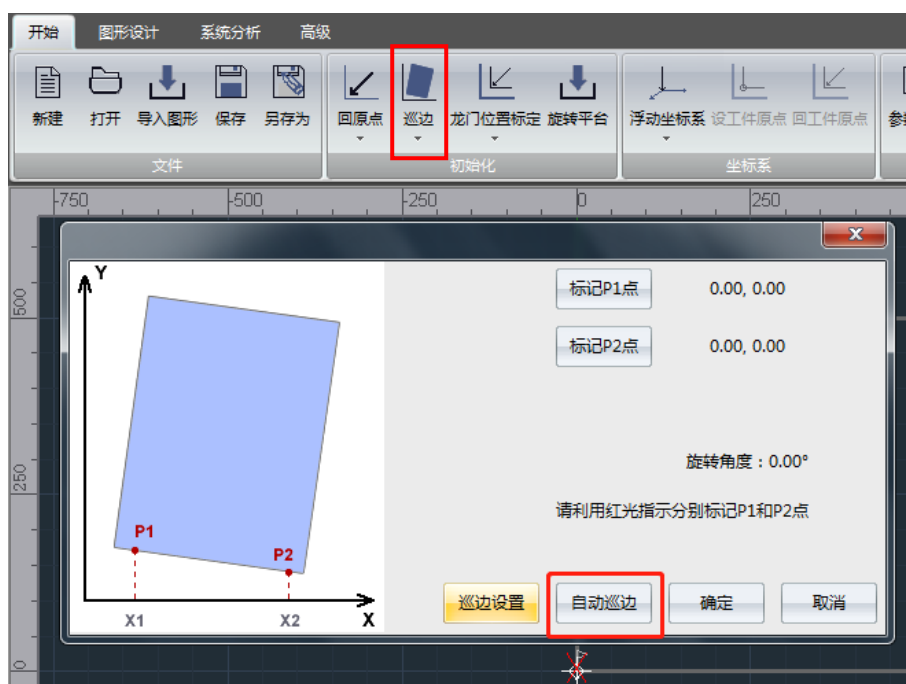 开始 图形设计 系统分析 高级
新建 打开 导入图形 保存 另存为 回原点 巡边 龙门位置标定 旋转平台 浮动坐标系 设工件原点 回工件原点
文件 初始化 坐标系
-750 -500 -250 0 250
500
250
0
Y
标记P1点 0.00, 0.00
标记P2点 0.00, 0.00
旋转角度：0.00°
请利用红光指示分别标记P1和P2点
P1
P2
X1 X2 X
巡边设置 自动巡边 确定 取消